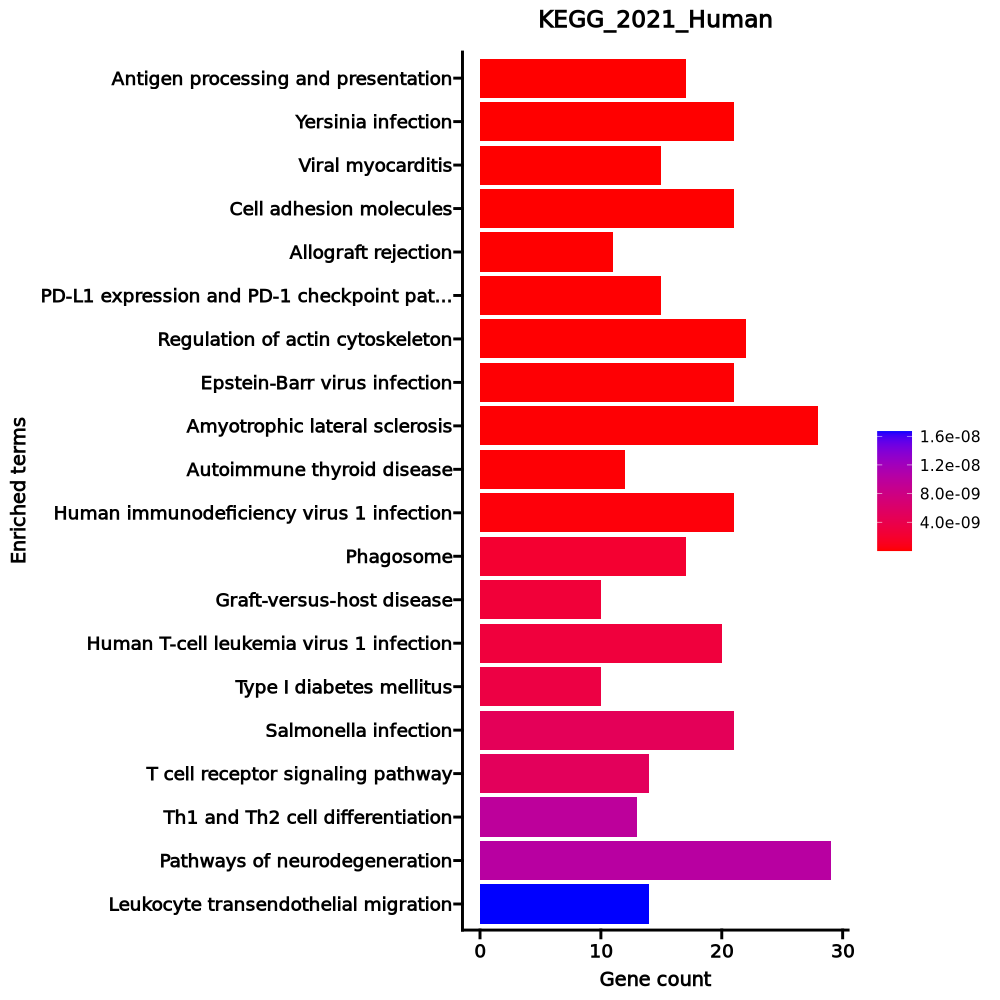 KEGG_2021_Human
Antigen processing and presentation
Yersinia infection
Viral myocarditis
Cell adhesion molecules
Allograft rejection
PD-L1 expression and PD-1 checkpoint pat...
Regulation of actin cytoskeleton
Epstein-Barr virus infection
Amyotrophic lateral sclerosis
Autoimmune thyroid disease
Human immunodeficiency virus 1 infection
Phagosome
Graft-versus-host disease
Human T-cell leukemia virus 1 infection
Type I diabetes mellitus
Salmonella infection
T cell receptor signaling pathway
Th1 and Th2 cell differentiation
Pathways of neurodegeneration
Leukocyte transendothelial migration
Enriched terms
0 10 20 30
Gene count
1.6e-08
1.2e-08
8.0e-09
4.0e-09